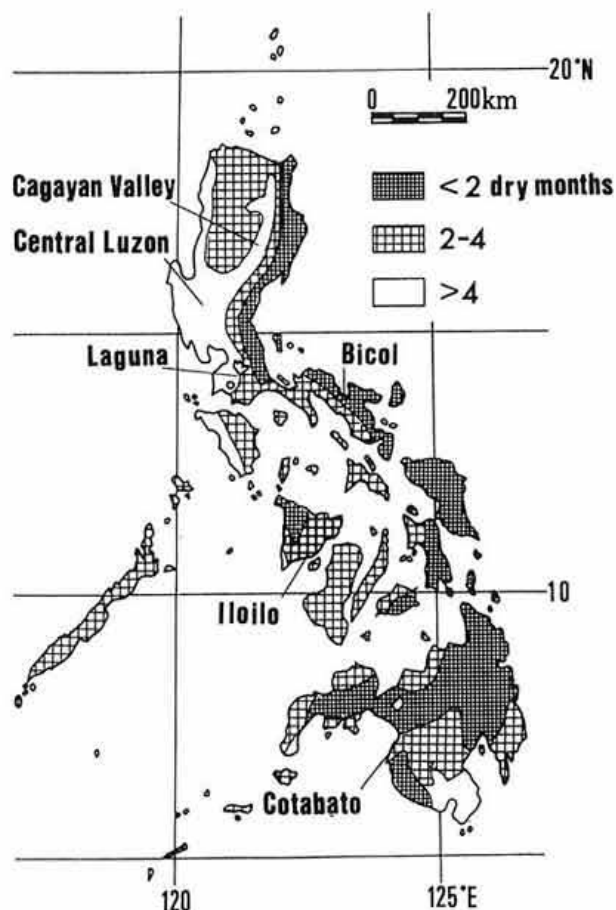 20°N
0 200km
Cagayan Valley
< 2 dry months
Central Luzon
2-4
>4
Laguna
Bicol
Iloilo
10
Cotabato
120
125°E